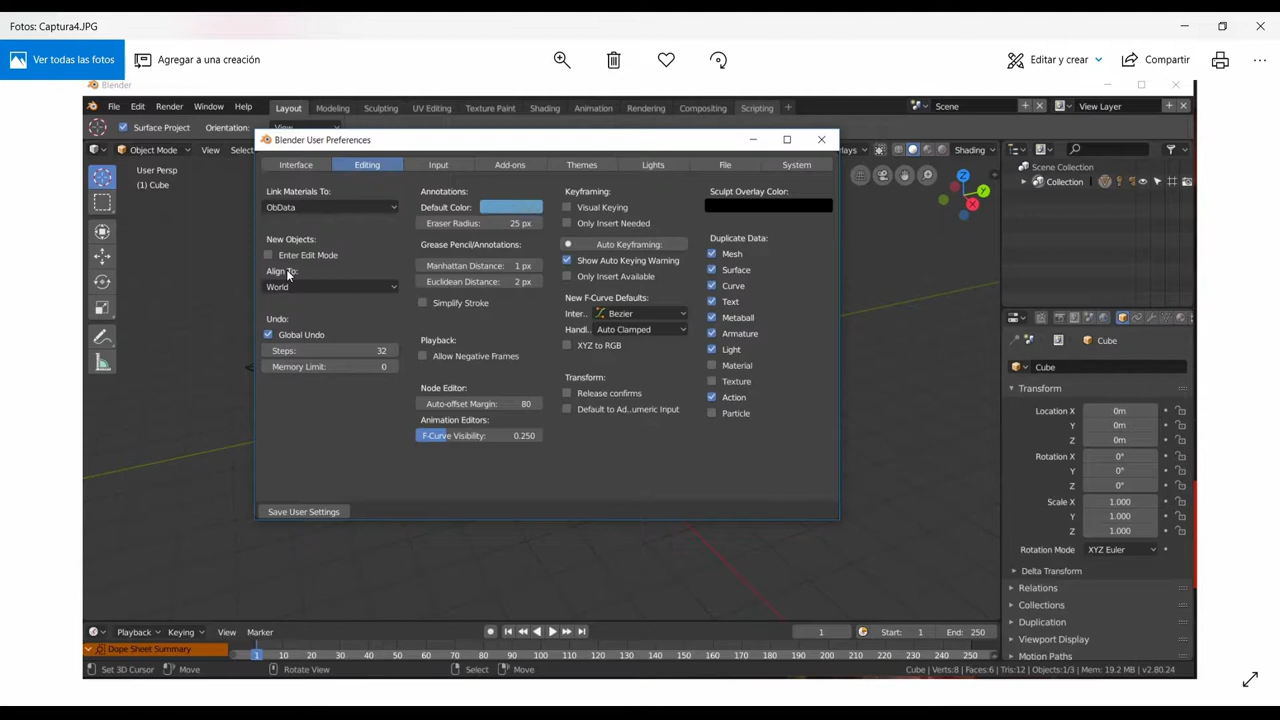 Fotos: Captura4.JPG
Ver todas las fotos
Agregar a una creación
Editar y crear
Compartir
Blender
File Edit Render Window Help Layout Modeling Sculpting UV Editing Texture Paint Shading Animation Rendering Compositing Scripting + Scene View Layer
Surface Project Orientation: View
Blender User Preferences
Object Mode View Select Shading
Interface Editing Input Add-ons Themes Lights File System
User Persp
(1) Cube
Link Materials To:
ObData
New Objects:
Enter Edit Mode
Align To:
World
Undo:
Global Undo
Steps: 32
Memory Limit: 0
Annotations:
Default Color:
Eraser Radius: 25 px
Grease Pencil/Annotations:
Manhattan Distance: 1 px
Euclidean Distance: 2 px
Simplify Stroke
Playback:
Allow Negative Frames
Node Editor:
Auto-offset Margin: 80
Animation Editors:
F-Curve Visibility: 0.250
Keyframing:
Visual Keying
Only Insert Needed
Auto Keyframing:
Show Auto Keying Warning
Only Insert Available
New F-Curve Defaults:
Inter.. Bezier
Handl.. Auto Clamped
XYZ to RGB
Transform:
Release confirms
Default to Ad..umeric Input
Sculpt Overlay Color:
Duplicate Data:
Mesh
Surface
Curve
Text
Metaball
Armature
Light
Material
Texture
Action
Particle
Save User Settings
Z
Y
X
Scene Collection
Collection
Cube
Cube
Transform
Location X 0m
Y 0m
Z 0m
Rotation X 0°
Y 0°
Z 0°
Scale X 1.000
Y 1.000
Z 1.000
Rotation Mode XYZ Euler
Delta Transform
Relations
Collections
Duplication
Viewport Display
Motion Paths
Playback Keying View Marker 1 Start: 1 End: 250
Dope Sheet Summary 1 10 20 30 40 50 60 70 80 90 100 110 120 130 140 150 160 170 180 190 200 210 220 230 240 250
Set 3D Cursor Move Rotate View Select Move Cube | Verts:8 | Faces:6 | Tris:12 | Objects:1/3 | Mem: 19.2 MB | v2.80.24